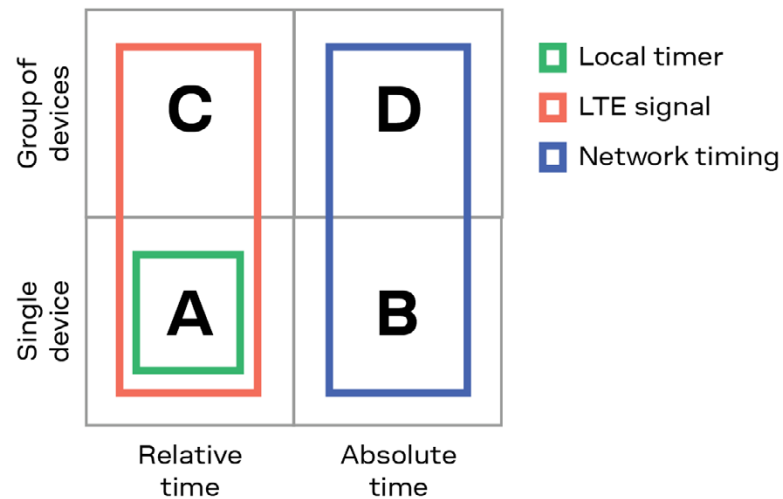 Group of
devices
C
D
Local timer
LTE signal
Network timing
Single
device
A
B
Relative
time
Absolute
time